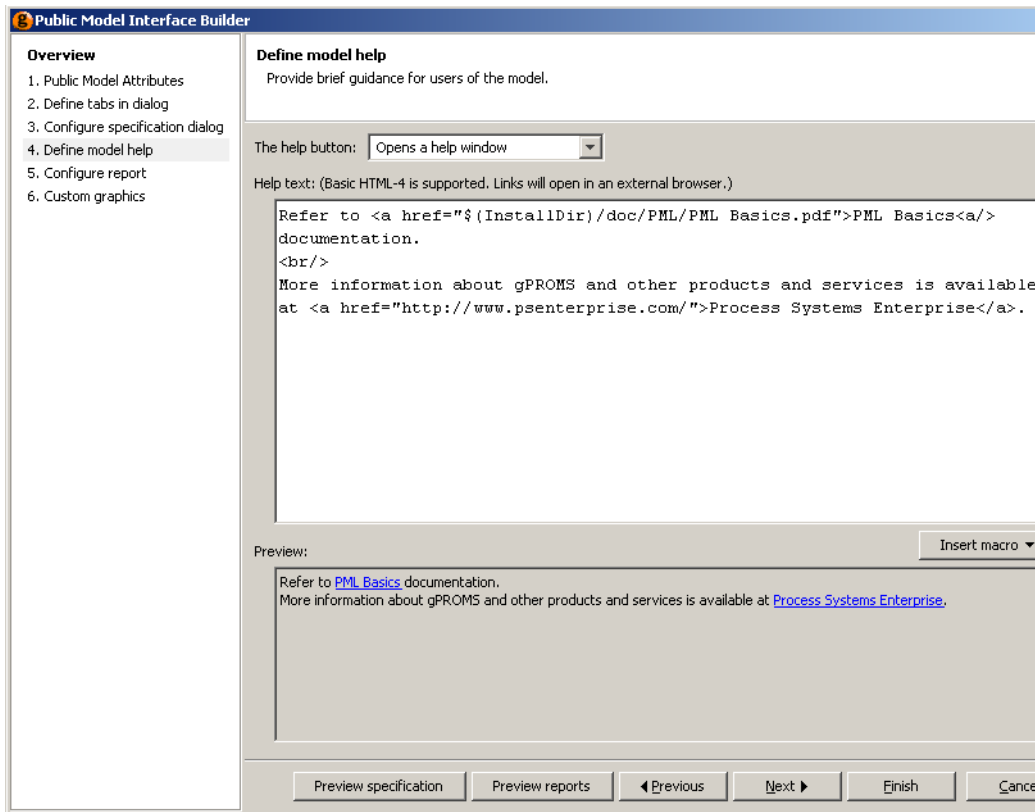 Public Model Interface Builder
Overview
1. Public Model Attributes
2. Define tabs in dialog
3. Configure specification dialog
4. Define model help
5. Configure report
6. Custom graphics
Define model help
Provide brief guidance for users of the model.
The help button: Opens a help window
Help text: (Basic HTML-4 is supported. Links will open in an external browser.)
Refer to <a href="$(InstallDir)/doc/PML/PML Basics.pdf">PML Basics<a/>
documentation.
<br/>
More information about gPROMS and other products and services is available
at <a href="http://www.psenterprise.com/">Process Systems Enterprise</a>.
Insert macro
Preview:
Refer to PML Basics documentation.
More information about gPROMS and other products and services is available at Process Systems Enterprise.
Preview specification Preview reports Previous Next Finish Cance